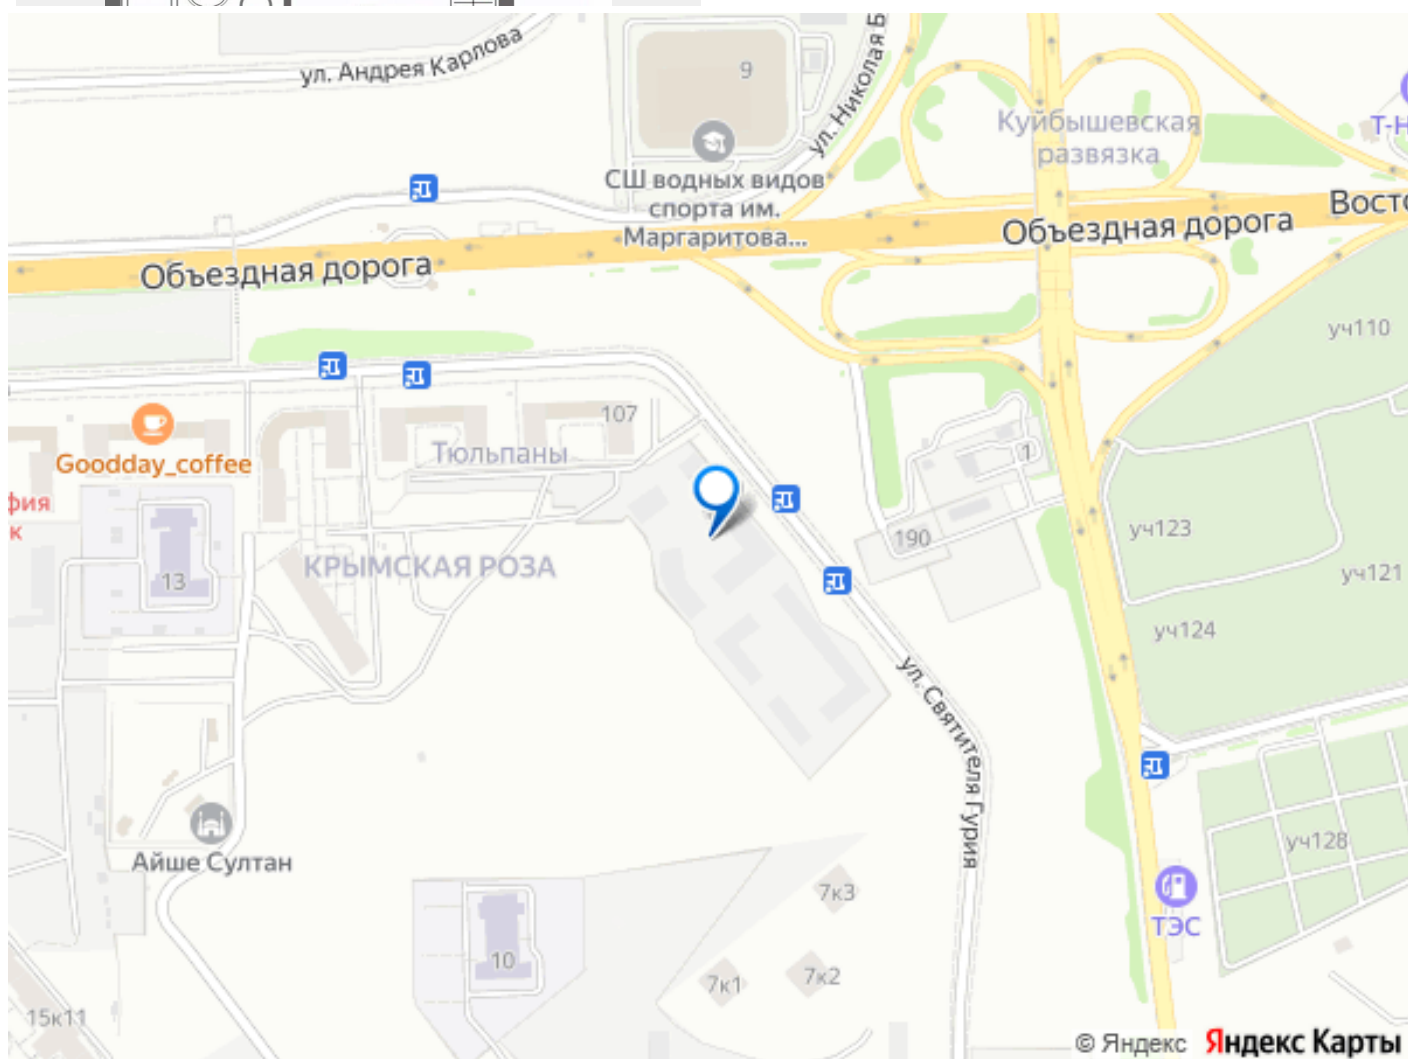 ул. Андрея Карлова
9
ул. Николая Б
Куйбышевская
развязка
Т-Н
СШ водных видов
спорта им.
Маргаритова...
Восто
Объездная дорога
Объездная дорога
уч110
107
Goodday_coffee
Тюльпаны
1
фия
к
190
уч123
КРЫМСКАЯ РОЗА
13
уч121
уч124
ул. Святителя Гурия
уч128
Айше Султан
7к3
ТЭС
10
7к2
7к1
15к11
© Яндекс Яндекс Карты